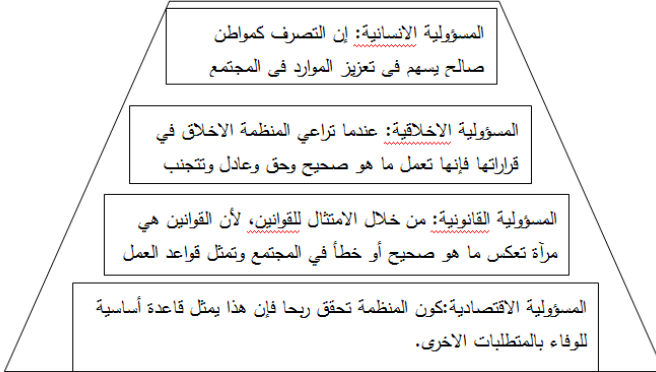 المسؤولية الانسانية: إن التصرف كمواطن
صالح يسهم في تعزيز الموارد في المجتمع
المسؤولية الاخلاقية: عندما تراعي المنظمة الاخلاق في
قراراتها فإنها تعمل ما هو صحيح وحق وعادل وتتجنب
المسؤولية القانونية: من خلال الامتثال للقوانين، لأن القوانين هي
مرآة تعكس ما هو صحيح أو خطأ في المجتمع وتمثل قواعد العمل
المسؤولية الاقتصادية:كون المنظمة تحقق ربحا فإن هذا يمثل قاعدة أساسية
للوفاء بالمتطلبات الاخرى.